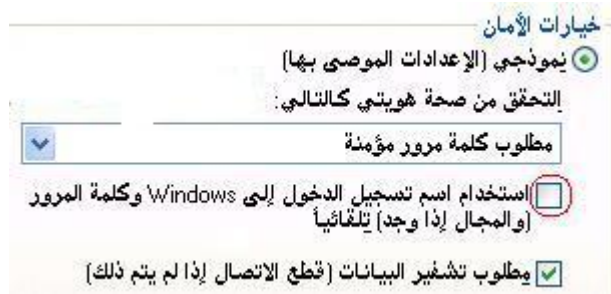 خيارات الأمان
نموذجي (الإعدادات الموصى بها)
التحقق من صحة هويتي كالتالي:
مطلوب كلمة مرور مؤمنة
استخدام اسم تسجيل الدخول إلى Windows وكلمة المرور
(والمجال إذا وجد) تلقائياً
مطلوب تشفير البيانات (قطع الاتصال إذا لم يتم ذلك)